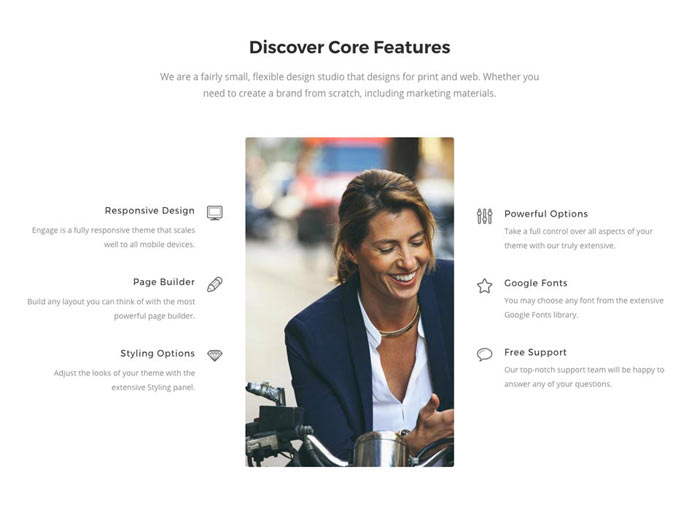 Discover Core Features
We are a fairly small, flexible design studio that designs for print and web. Whether you
need to create a brand from scratch, including marketing materials.
Responsive Design
Engage is a fully responsive theme that scales
well to all mobile devices.
Page Builder
Build any layout you can think of with the most
powerful page builder.
Styling Options
Adjust the looks of your theme with the
extensive Styling panel.
Powerful Options
Take a full control over all aspects of your
theme with our truly extensive.
Google Fonts
You may choose any font from the extensive
Google Fonts library.
Free Support
Our top-notch support team will be happy to
answer any of your questions.